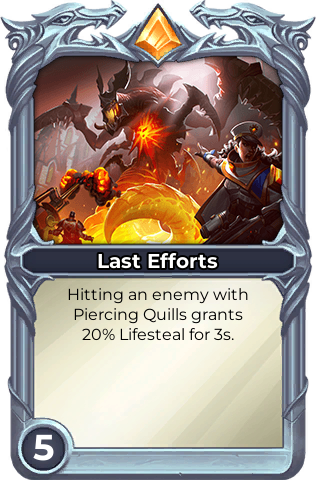 Last Efforts
Hitting an enemy with
Piercing Quills grants
20% Lifesteal for 3s.
5